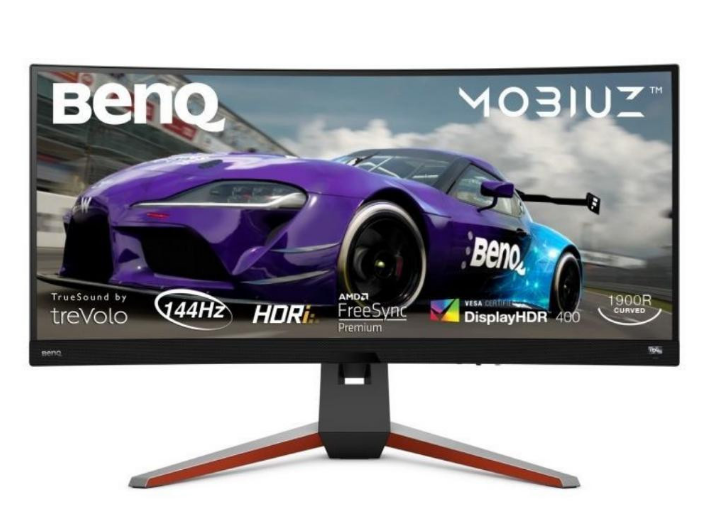 BenQ
MOBIUZ™
TrueSound by
treVolo
144Hz
HDRi
AMD
FreeSync
Premium
VESA CERTIFIED
DisplayHDR 400
1900R
CURVED
BenQ
BenQ